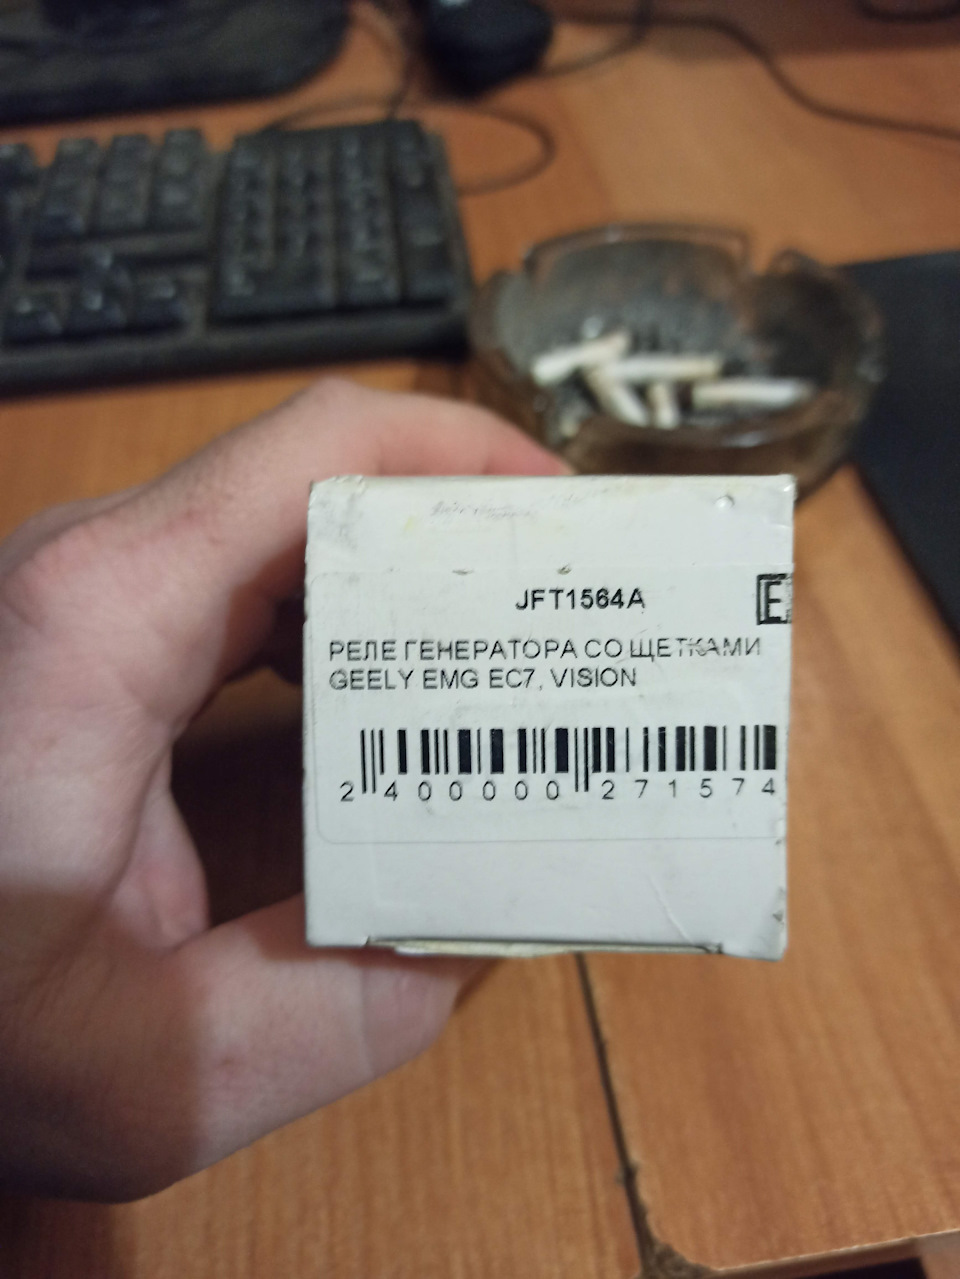 JFT1564A
E
РЕЛЕ ГЕНЕРАТОРА СО ЩЕТКАМИ
GEELY EMG EC7, VISION
2 400000 271574